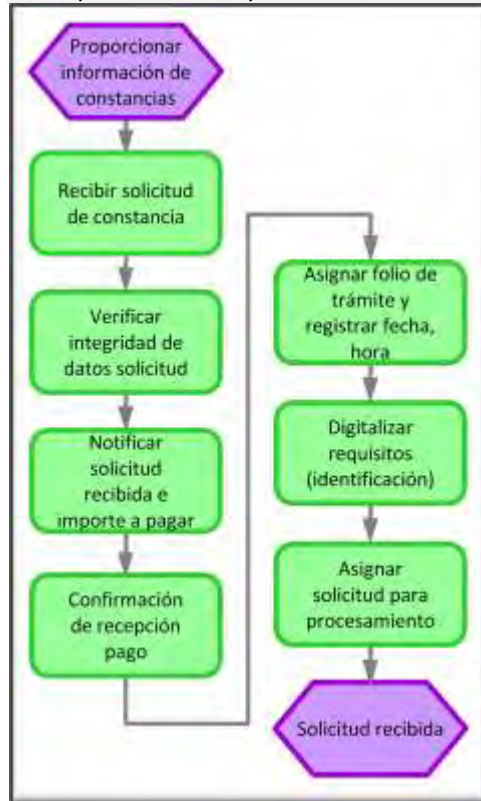 Proporcionar
información de
constancias
Recibir solicitud
de constancia
Verificar
integridad de
datos solicitud
Notificar
solicitud
recibida e
importe a pagar
Confirmación
de recepción
pago
Asignar folio de
trámite y
registrar fecha,
hora
Digitalizar
requisitos
(identificación)
Asignar
solicitud para
procesamiento
Solicitud recibida